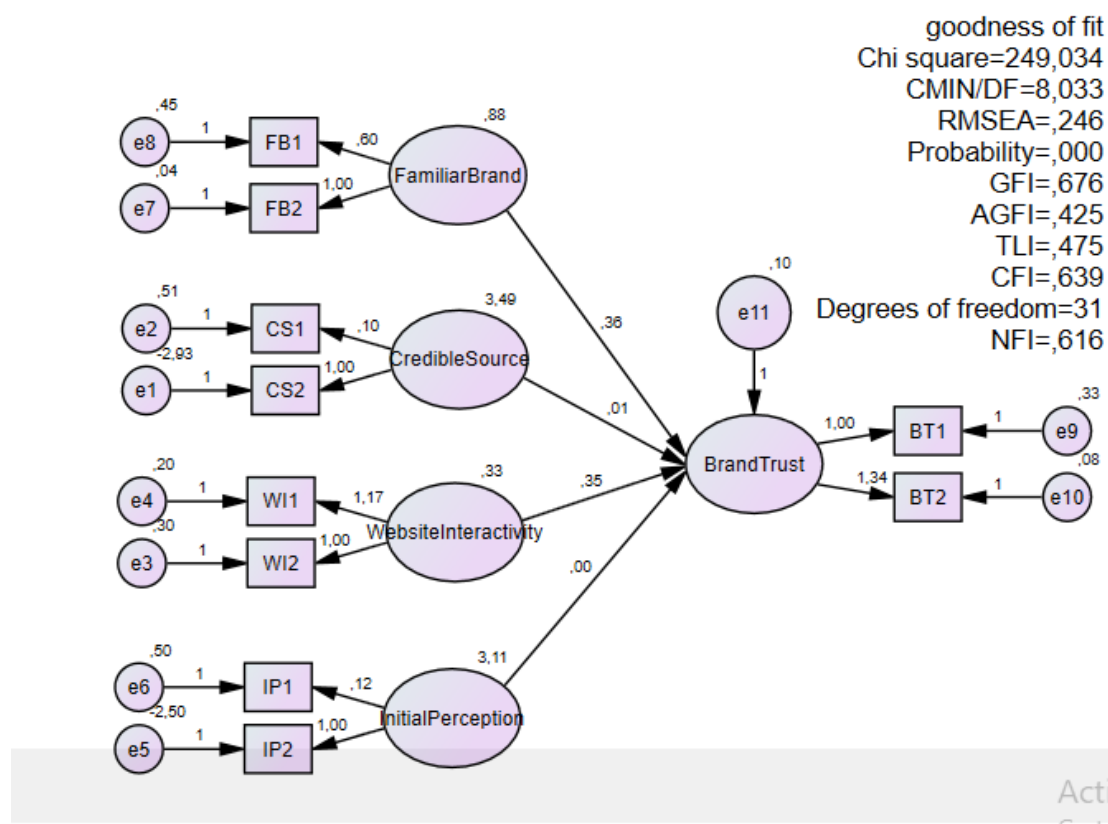 goodness of fit
Chi square=249,034
CMIN/DF=8,033
RMSEA=,246
Probability=,000
GFI=,676
AGFI=,425
TLI=,475
CFI=,639
Degrees of freedom=31
NFI=,616
,45
e8
1
FB1
,60
,88
FamiliarBrand
,04
e7
1
FB2
1,00
,36
,51
e2
1
CS1
,10
3,49
CredibleSource
-2,93
e1
1
CS2
1,00
,01
,20
e4
1
WI1
1,17
,33
WebsiteInteractivity
,35
,30
e3
1
WI2
1,00
,00
,50
e6
1
IP1
,12
3,11
InitialPerception
-2,50
e5
1
IP2
1,00
,10
e11
1
BrandTrust
1,00
BT1
1
,33
e9
1,34
BT2
1
,08
e10
Acti